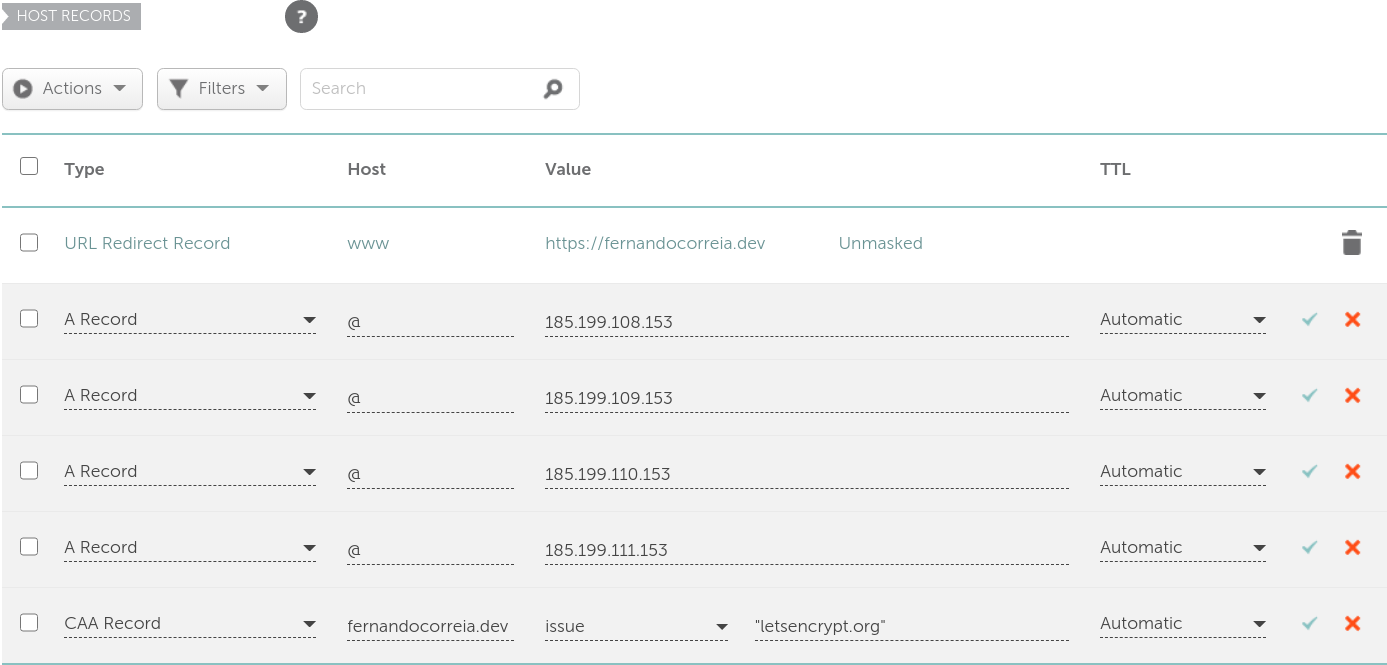 HOST RECORDS ?
Actions Filters Search
Type Host Value TTL
URL Redirect Record www https://fernandocorreia.dev Unmasked
A Record @ 185.199.108.153 Automatic
A Record @ 185.199.109.153 Automatic
A Record @ 185.199.110.153 Automatic
A Record @ 185.199.111.153 Automatic
CAA Record fernandocorreia.dev issue "letsencrypt.org" Automatic